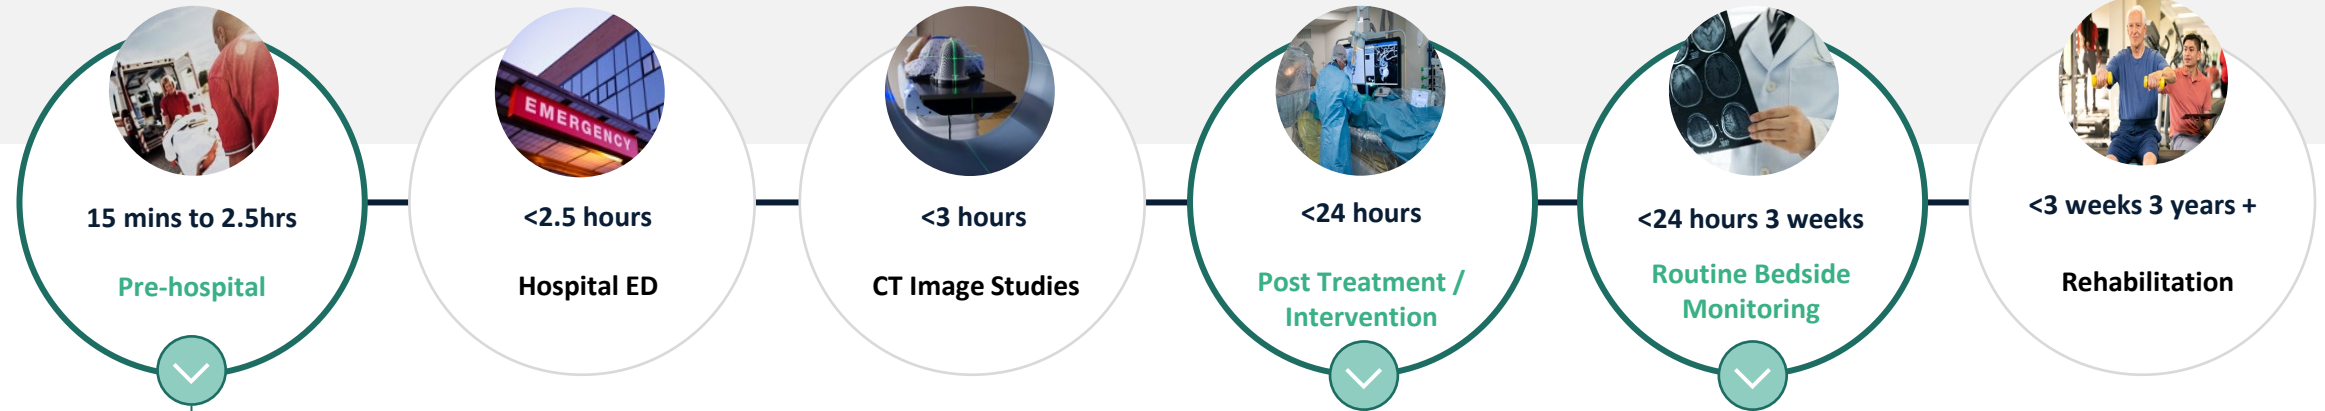 EMERGENCY
15 mins to 2.5hrs
Pre-hospital
<2.5 hours
Hospital ED
<3 hours
CT Image Studies
<24 hours
Post Treatment /
Intervention
<24 hours 3 weeks
Routine Bedside
Monitoring
<3 weeks 3 years +
Rehabilitation